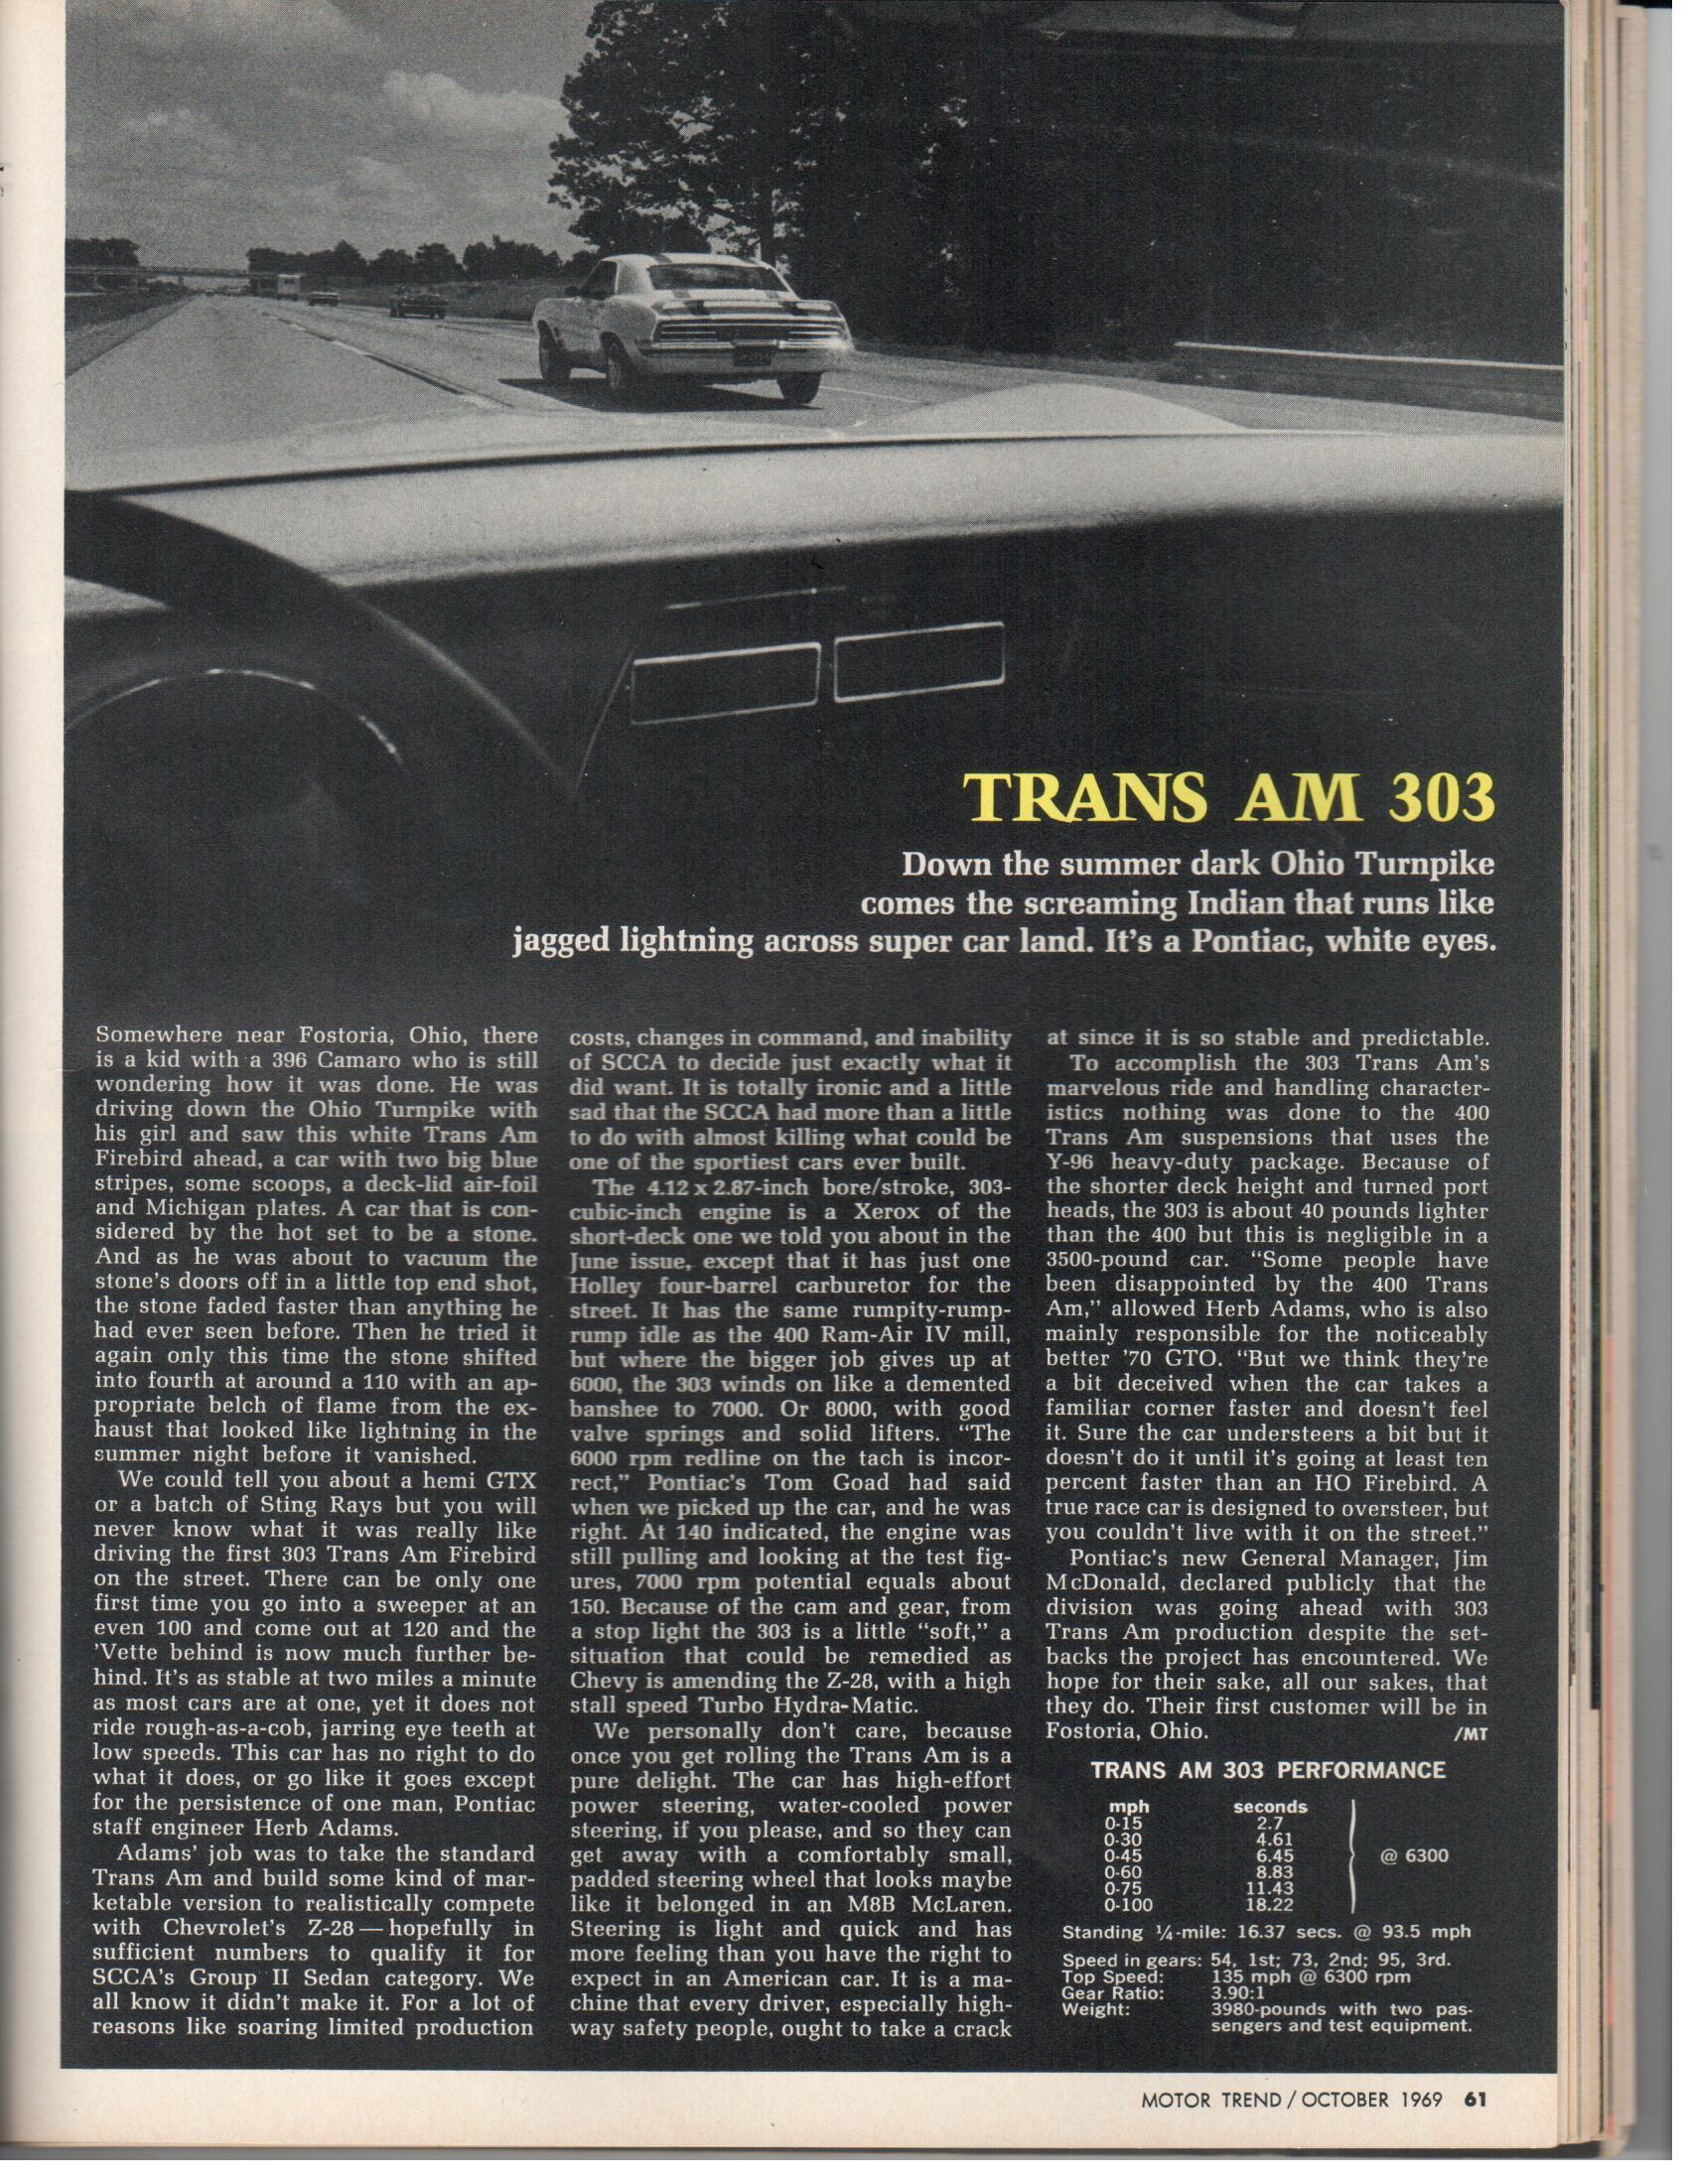 TRANS AM 303
Down the summer dark Ohio Turnpike
comes the screaming Indian that runs like
jagged lightning across super car land. It's a Pontiac, white eyes.
Somewhere near Fostoria, Ohio, there
is a kid with a 396 Camaro who is still
wondering how it was done. He was
driving down the Ohio Turnpike with
his girl and saw this white Trans Am
Firebird ahead, a car with two big blue
stripes, some scoops, a deck-lid air-foil
and Michigan plates. A car that is con-
sidered by the hot set to be a stone.
And as he was about to vacuum the
stone's doors off in a little top end shot,
the stone faded faster than anything he
had ever seen before. Then he tried it
again only this time the stone shifted
into fourth at around a 110 with an ap-
propriate belch of flame from the ex-
haust that looked like lightning in the
summer night before it vanished.
We could tell you about a hemi GTX
or a batch of Sting Rays but you will
never know what it was really like
driving the first 303 Trans Am Firebird
on the street. There can be only one
first time you go into a sweeper at an
even 100 and come out at 120 and the
'Vette behind is now much further be-
hind. It's as stable at two miles a minute
as most cars are at one, yet it does not
ride rough-as-a-cob, jarring eye teeth at
low speeds. This car has no right to do
what it does, or go like it goes except
for the persistence of one man, Pontiac
staff engineer Herb Adams.
Adams' job was to take the standard
Trans Am and build some kind of mar-
ketable version to realistically compete
with Chevrolet's Z-28 — hopefully in
sufficient numbers to qualify it for
SCCA's Group II Sedan category. We
all know it didn't make it. For a lot of
reasons like soaring limited production
costs, changes in command, and inability
of SCCA to decide just exactly what it
did want. It is totally ironic and a little
sad that the SCCA had more than a little
to do with almost killing what could be
one of the sportiest cars ever built.
The 4.12 x 2.87-inch bore/stroke, 303-
cubic-inch engine is a Xerox of the
short-deck one we told you about in the
June issue, except that it has just one
Holley four-barrel carburetor for the
street. It has the same rumpity-rump-
rump idle as the 400 Ram-Air IV mill,
but where the bigger job gives up at
6000, the 303 winds on like a demented
banshee to 7000. Or 8000, with good
valve springs and solid lifters. "The
6000 rpm redline on the tach is incor-
rect," Pontiac's Tom Goad had said
when we picked up the car, and he was
right. At 140 indicated, the engine was
still pulling and looking at the test fig-
ures, 7000 rpm potential equals about
150. Because of the cam and gear, from
a stop light the 303 is a little "soft," a
situation that could be remedied as
Chevy is amending the Z-28, with a high
stall speed Turbo Hydra-Matic.
We personally don't care, because
once you get rolling the Trans Am is a
pure delight. The car has high-effort
power steering, water-cooled power
steering, if you please, and so they can
get away with a comfortably small,
padded steering wheel that looks maybe
like it belonged in an M8B McLaren.
Steering is light and quick and has
more feeling than you have the right to
expect in an American car. It is a ma-
chine that every driver, especially high-
way safety people, ought to take a crack
at since it is so stable and predictable.
To accomplish the 303 Trans Am's
marvelous ride and handling character-
istics nothing was done to the 400
Trans Am suspensions that uses the
Y-96 heavy-duty package. Because of
the shorter deck height and turned port
heads, the 303 is about 40 pounds lighter
than the 400 but this is negligible in a
3500-pound car. "Some people have
been disappointed by the 400 Trans
Am," allowed Herb Adams, who is also
mainly responsible for the noticeably
better '70 GTO. "But we think they're
a bit deceived when the car takes a
familiar corner faster and doesn't feel
it. Sure the car understeers a bit but it
doesn't do it until it's going at least ten
percent faster than an HO Firebird. A
true race car is designed to oversteer, but
you couldn't live with it on the street."
Pontiac's new General Manager, Jim
McDonald, declared publicly that the
division was going ahead with 303
Trans Am production despite the set-
backs the project has encountered. We
hope for their sake, all our sakes, that
they do. Their first customer will be in
Fostoria, Ohio. /MT
TRANS AM 303 PERFORMANCE
mph seconds
0-15 2.7
0-30 4.61
0-45 6.45 @ 6300
0-60 8.83
0-75 11.43
0-100 18.22
Standing ¼-mile: 16.37 secs. @ 93.5 mph
Speed in gears: 54, 1st; 73, 2nd; 95, 3rd.
Top Speed: 135 mph @ 6300 rpm
Gear Ratio: 3.90:1
Weight: 3980-pounds with two pas-
sengers and test equipment.
MOTOR TREND / OCTOBER 1969 61